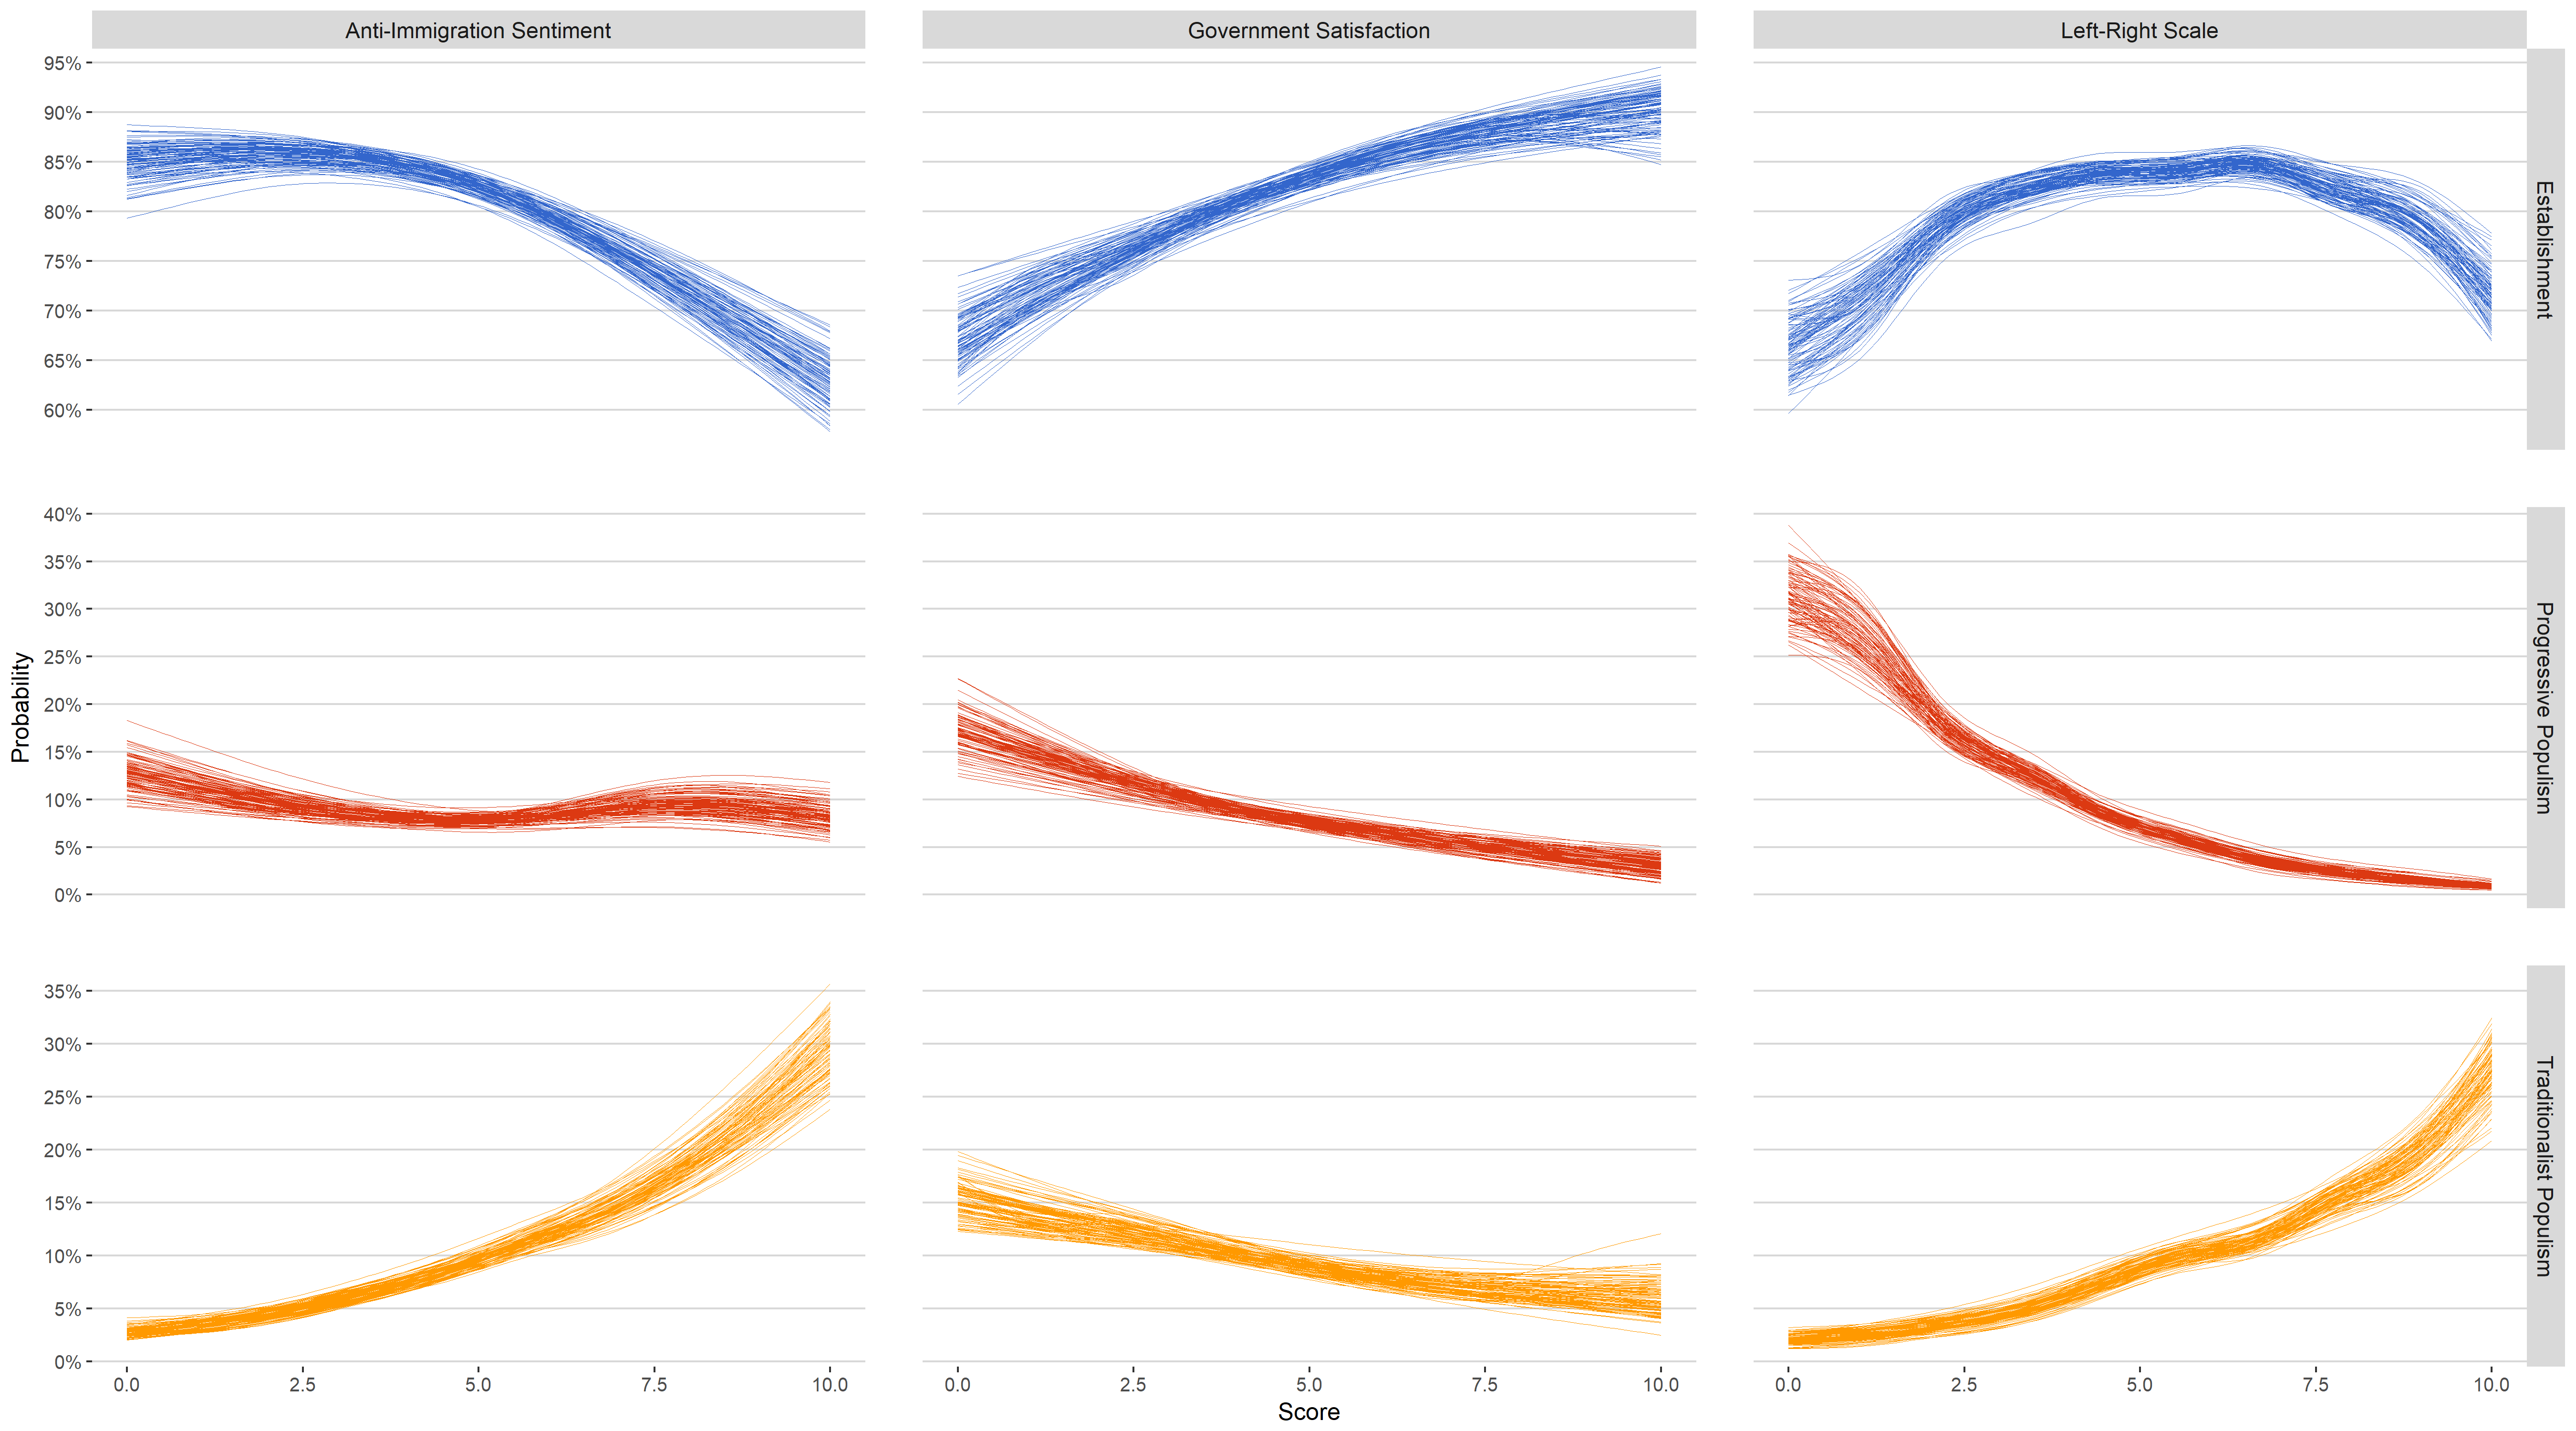 Anti-Immigration Sentiment
Government Satisfaction
Left-Right Scale
95%
90%
85%
80%
75%
70%
65%
60%
Establishment
40%
35%
30%
25%
20%
15%
10%
5%
0%
Progressive Populism
Probability
35%
30%
25%
20%
15%
10%
5%
0%
Traditionalist Populism
0.0 2.5 5.0 7.5 10.0
0.0 2.5 5.0 7.5 10.0
0.0 2.5 5.0 7.5 10.0
Score